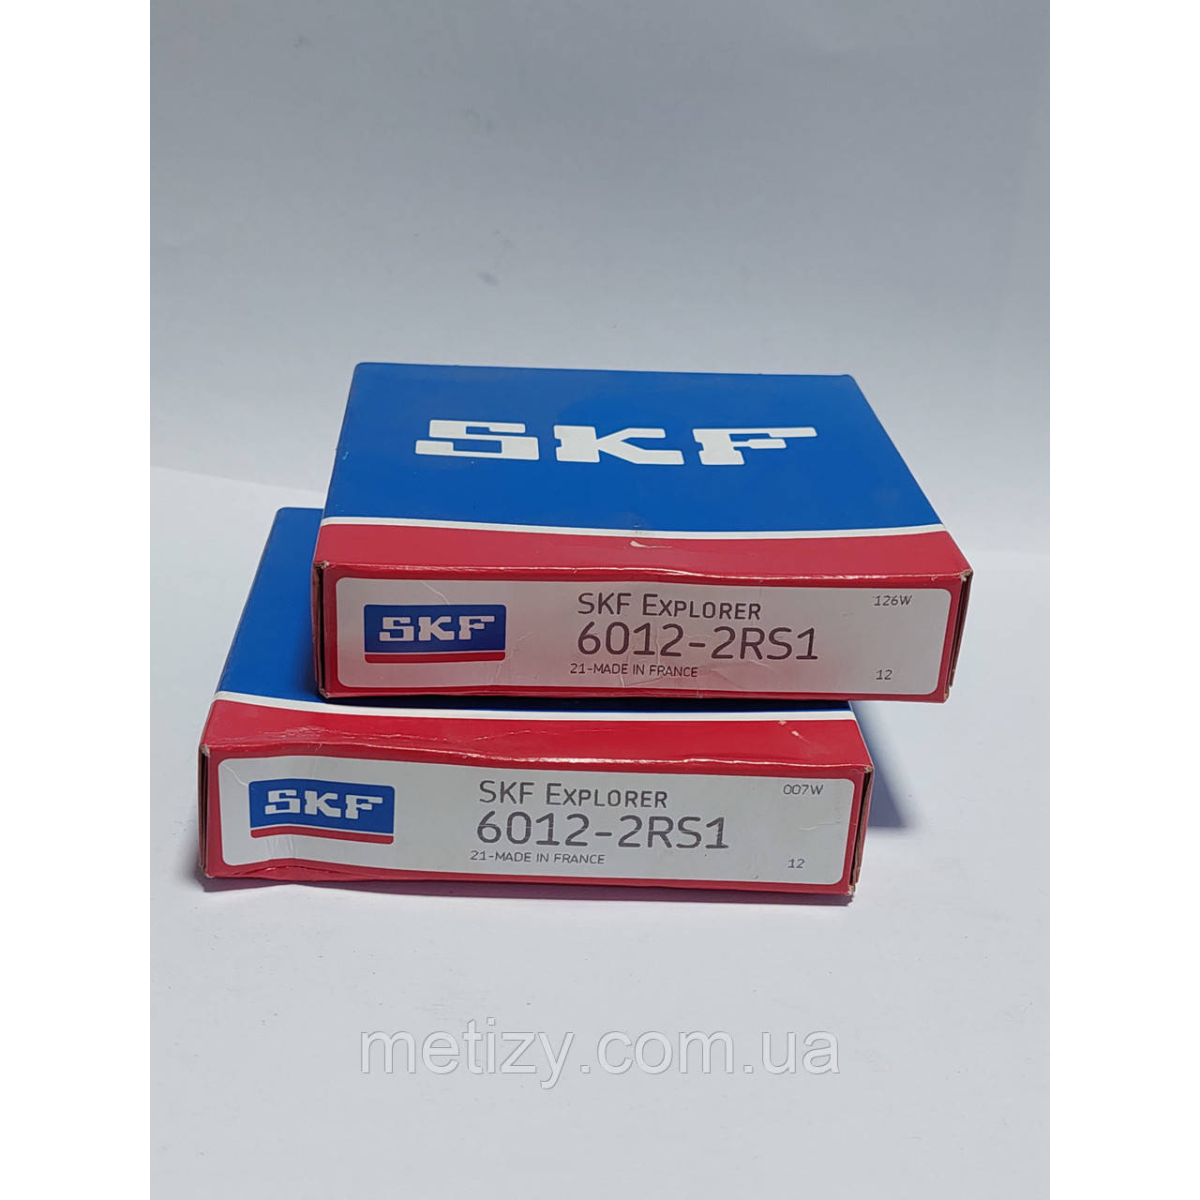 SKF
SKF
SKF EXPLORER
126W
6012-2RS1
21-MADE IN FRANCE
12
SKF
SKF EXPLORER
007W
6012-2RS1
21-MADE IN FRANCE
12
metizy.com.ua